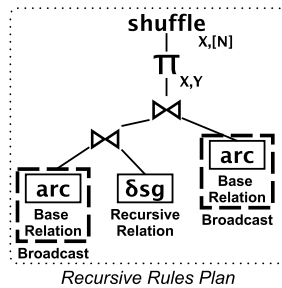 shuffle
X,[N]
Π
X,Y
⋈
⋈
arc
arc
δsg
Base
Relation
Broadcast
Base
Relation
Broadcast
Recursive
Relation
Recursive Rules Plan